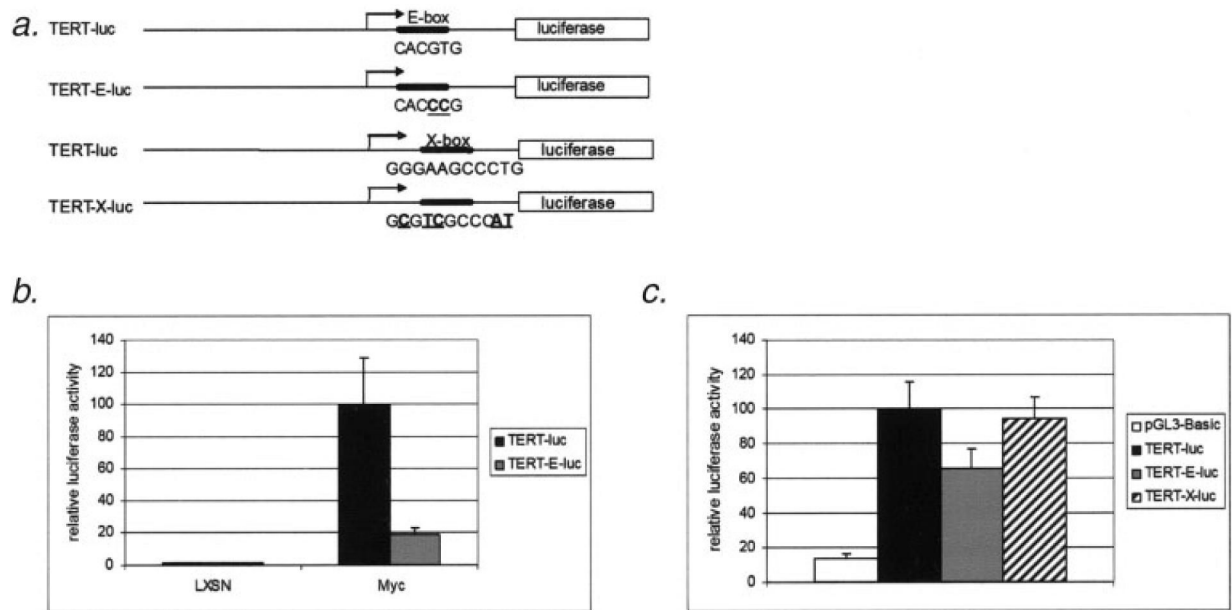 a.
TERT-luc
E-box
luciferase
CACGTG
TERT-E-luc
luciferase
CACCCG
TERT-luc
X-box
luciferase
GGGAAGCCCTG
TERT-X-luc
luciferase
GCGTCGCCCAT
b.
relative luciferase activity
140
120
100
80
60
40
20
0
LXSN
Myc
TERT-luc
TERT-E-luc
c.
relative luciferase activity
140
120
100
80
60
40
20
0
pGL3-Basic
TERT-luc
TERT-E-luc
TERT-X-luc